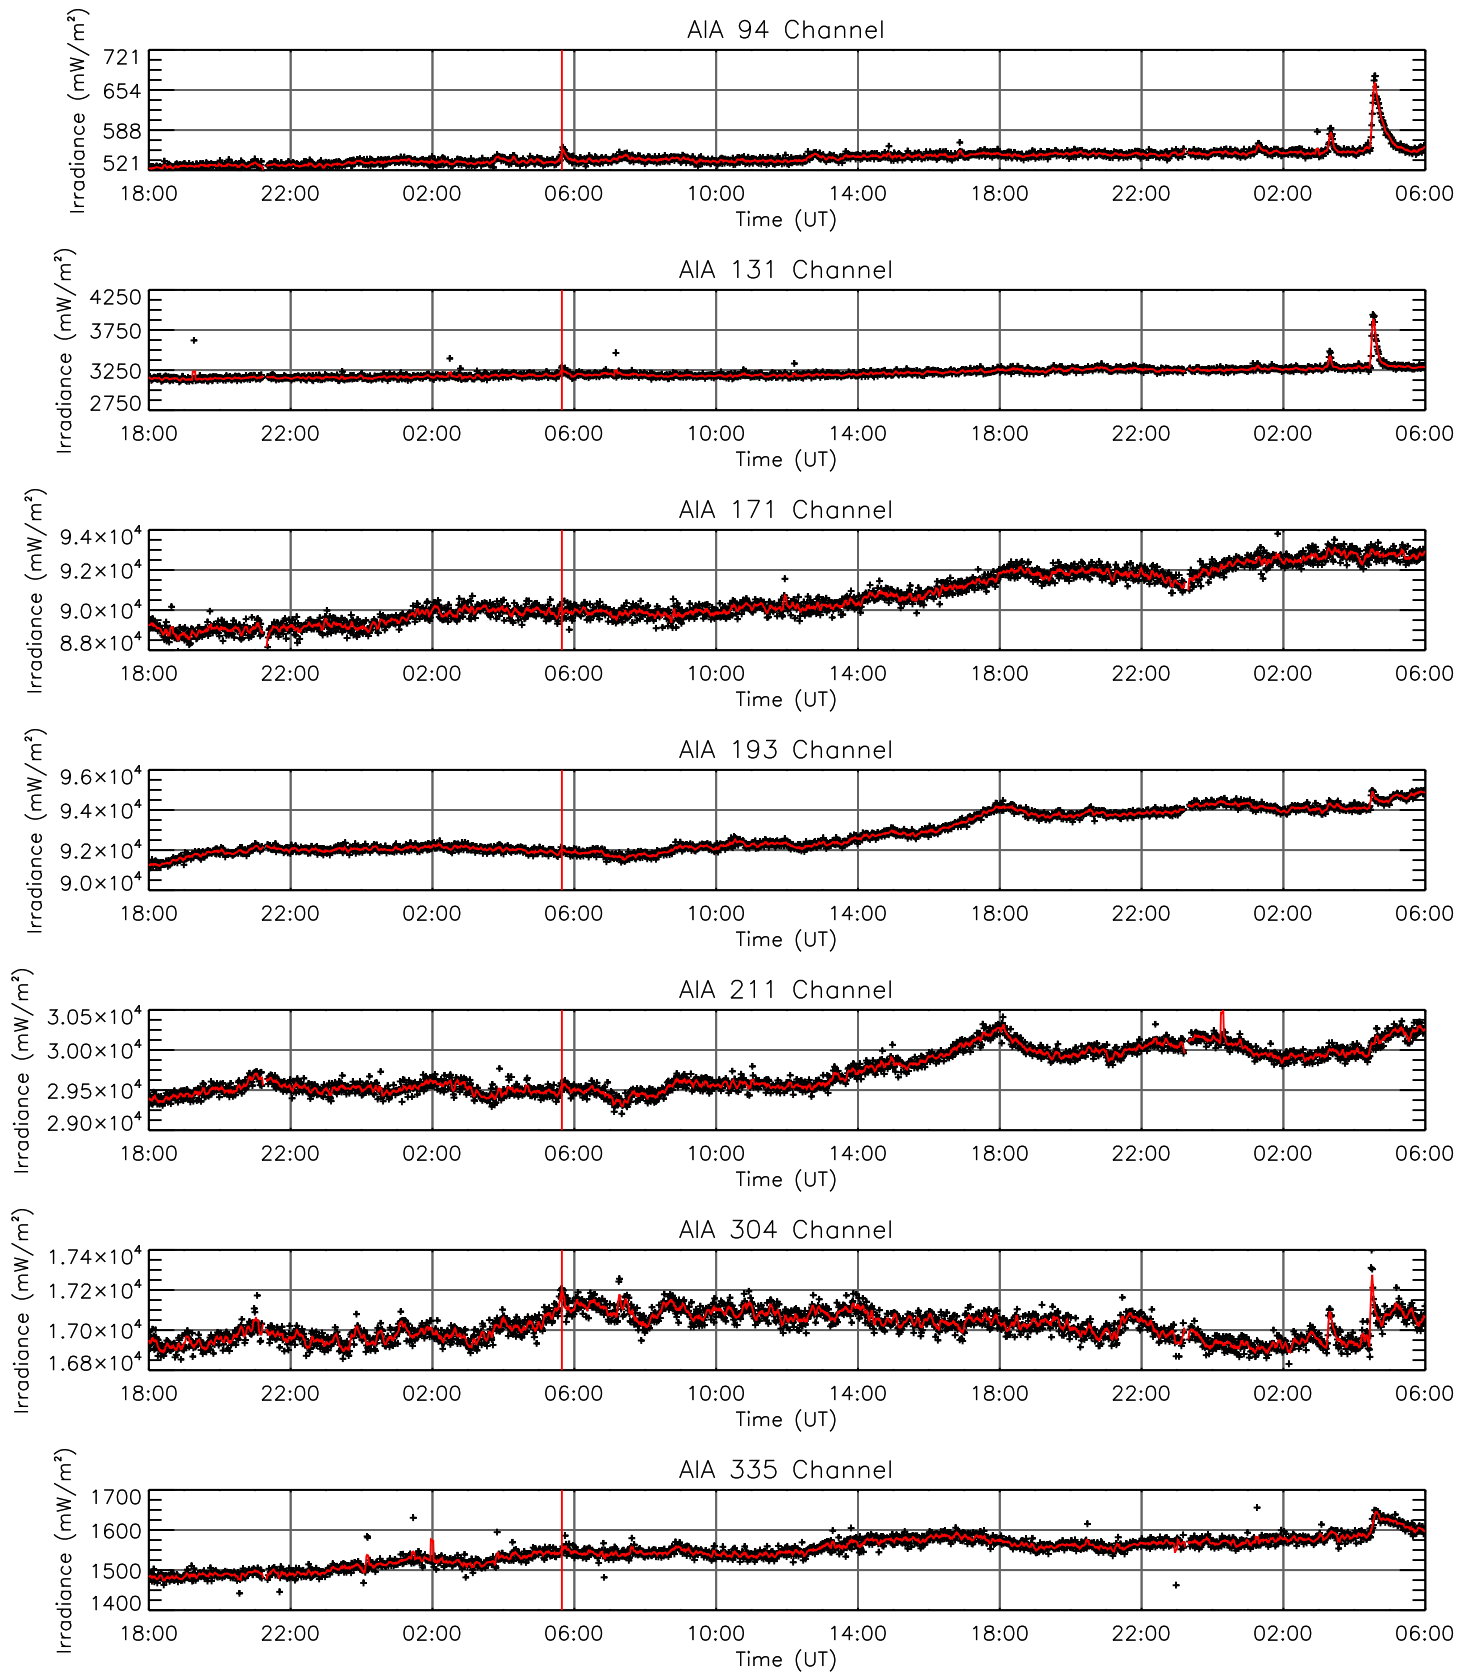 AIA 94 Channel
Irradiance (mW/m²)
721
654
588
521
18:00 22:00 02:00 06:00 10:00 14:00 18:00 22:00 02:00 06:00
Time (UT)
AIA 131 Channel
Irradiance (mW/m²)
4250
3750
3250
2750
18:00 22:00 02:00 06:00 10:00 14:00 18:00 22:00 02:00 06:00
Time (UT)
AIA 171 Channel
Irradiance (mW/m²)
9.4×10⁴
9.2×10⁴
9.0×10⁴
8.8×10⁴
18:00 22:00 02:00 06:00 10:00 14:00 18:00 22:00 02:00 06:00
Time (UT)
AIA 193 Channel
Irradiance (mW/m²)
9.6×10⁴
9.4×10⁴
9.2×10⁴
9.0×10⁴
18:00 22:00 02:00 06:00 10:00 14:00 18:00 22:00 02:00 06:00
Time (UT)
AIA 211 Channel
Irradiance (mW/m²)
3.05×10⁴
3.00×10⁴
2.95×10⁴
2.90×10⁴
18:00 22:00 02:00 06:00 10:00 14:00 18:00 22:00 02:00 06:00
Time (UT)
AIA 304 Channel
Irradiance (mW/m²)
1.74×10⁴
1.72×10⁴
1.70×10⁴
1.68×10⁴
18:00 22:00 02:00 06:00 10:00 14:00 18:00 22:00 02:00 06:00
Time (UT)
AIA 335 Channel
Irradiance (mW/m²)
1700
1600
1500
1400
18:00 22:00 02:00 06:00 10:00 14:00 18:00 22:00 02:00 06:00
Time (UT)